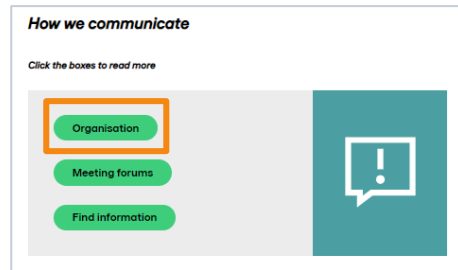 How we communicate
Click the boxes to read more
Organisation
Meeting forums
Find information